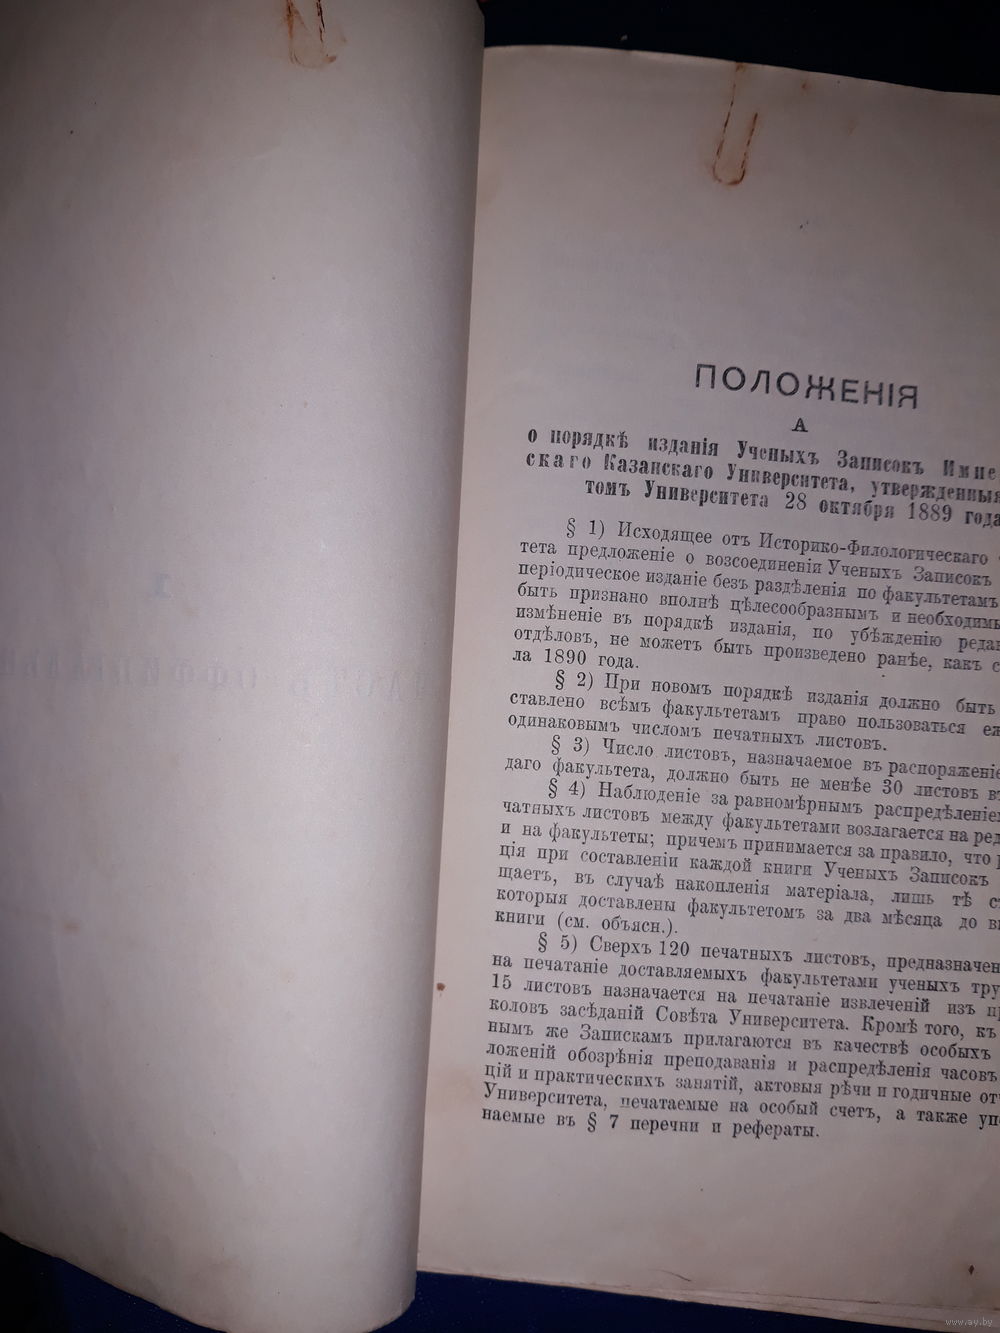 ПОЛОЖЕНІЯ
А
о порядкѣ изданія Ученыхъ Записокъ Импе
скаго Казанскаго Университета, утвержденныя
томъ Университета 28 октября 1889 года
§ 1) Исходящее отъ Историко-Филологическаго
тета предложеніе о возсоединеніи Ученыхъ Записокъ
періодическое изданіе безъ раздѣленія по факультетамъ
быть признано вполнѣ цѣлесообразнымъ и необходимы
измѣненіе въ порядкѣ изданія, по убѣжденію редак
отдѣловъ, не можетъ быть произведено ранѣе, какъ с
ла 1890 года.
§ 2) При новомъ порядкѣ изданія должно быть
ставлено всѣмъ факультетамъ право пользоваться еж
одинаковымъ числомъ печатныхъ листовъ.
§ 3) Число листовъ, назначаемое въ распоряженіе
даго факультета, должно быть не менѣе 30 листовъ въ
§ 4) Наблюденіе за равномѣрнымъ распредѣленіем
чатныхъ листовъ между факультетами возлагается на ред
и на факультеты; причемъ принимается за правило, что р
ція при составленіи каждой книги Ученыхъ Записокъ
щаетъ, въ случаѣ накопленія матеріала, лишь тѣ ст
которыя доставлены факультетомъ за два мѣсяца до вы
книги (см. объясн.).
§ 5) Сверхъ 120 печатныхъ листовъ, предназначен
на печатаніе доставляемыхъ факультетами ученыхъ тру
15 листовъ назначается на печатаніе извлеченій изъ пр
коловъ засѣданій Совѣта Университета. Кромѣ того, къ
нымъ же Запискамъ прилагаются въ качествѣ особыхъ
ложеній обозрѣнія преподаванія и распредѣленія часовъ
цій и практическихъ занятій, актовыя рѣчи и годичные от
Университета, печатаемые на особый счетъ, а также упо
наемые въ § 7 перечни и рефераты.
www.ay.by